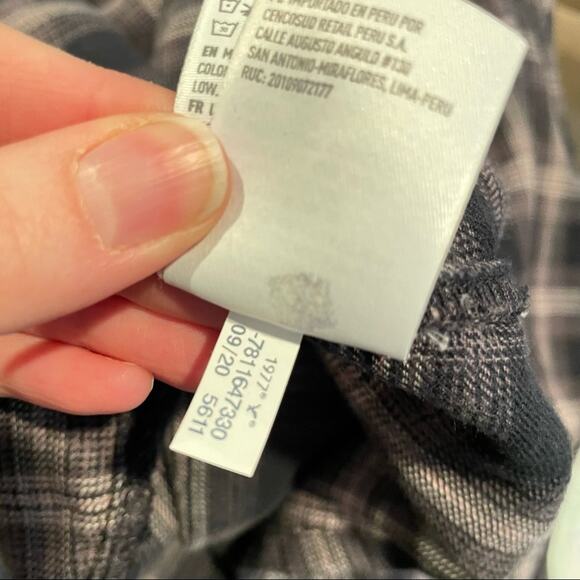 IMPORTADO EN PERU POR
CENCOSUD RETAIL PERU S.A.
CALLE AUGUSTO ANGULO #130
SAN ANTONIO-MIRAFLORES, LIMA-PERU
RUC: 20109072177
EN M
COLO
LOW.
FR L
1977®
-7811647330
09/20 5611